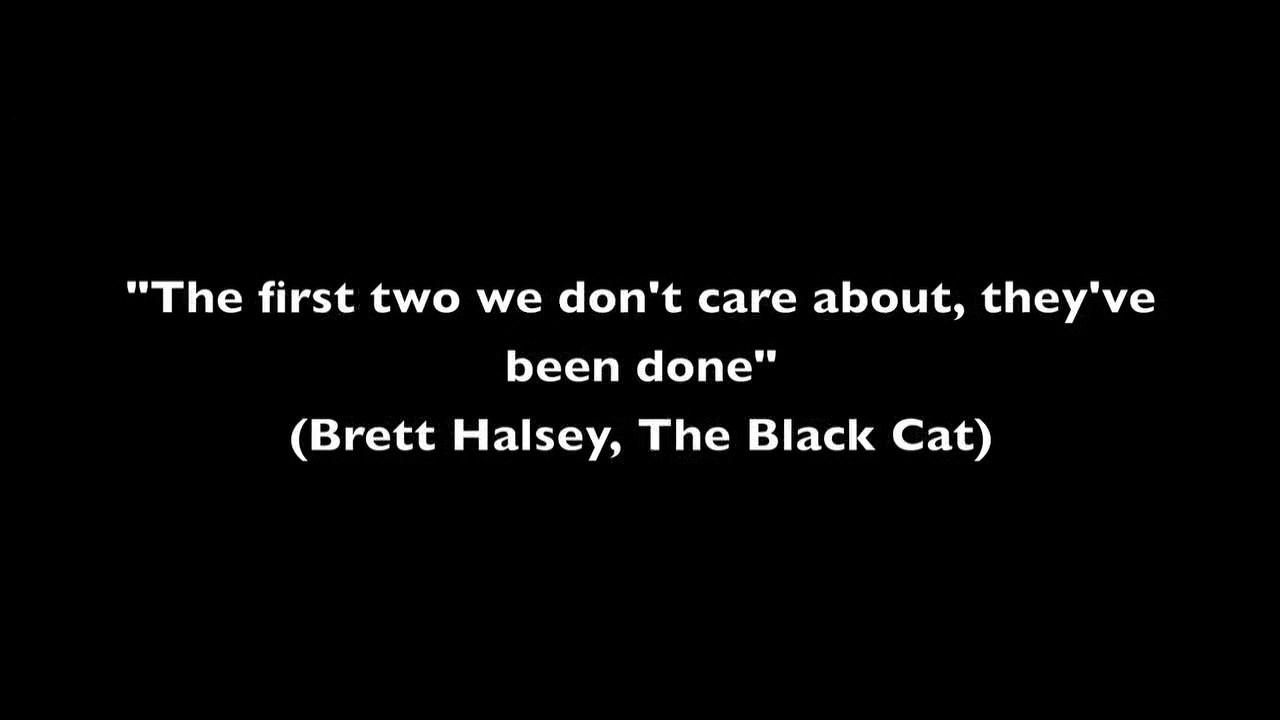 "The first two we don't care about, they've
been done"
(Brett Halsey, The Black Cat)